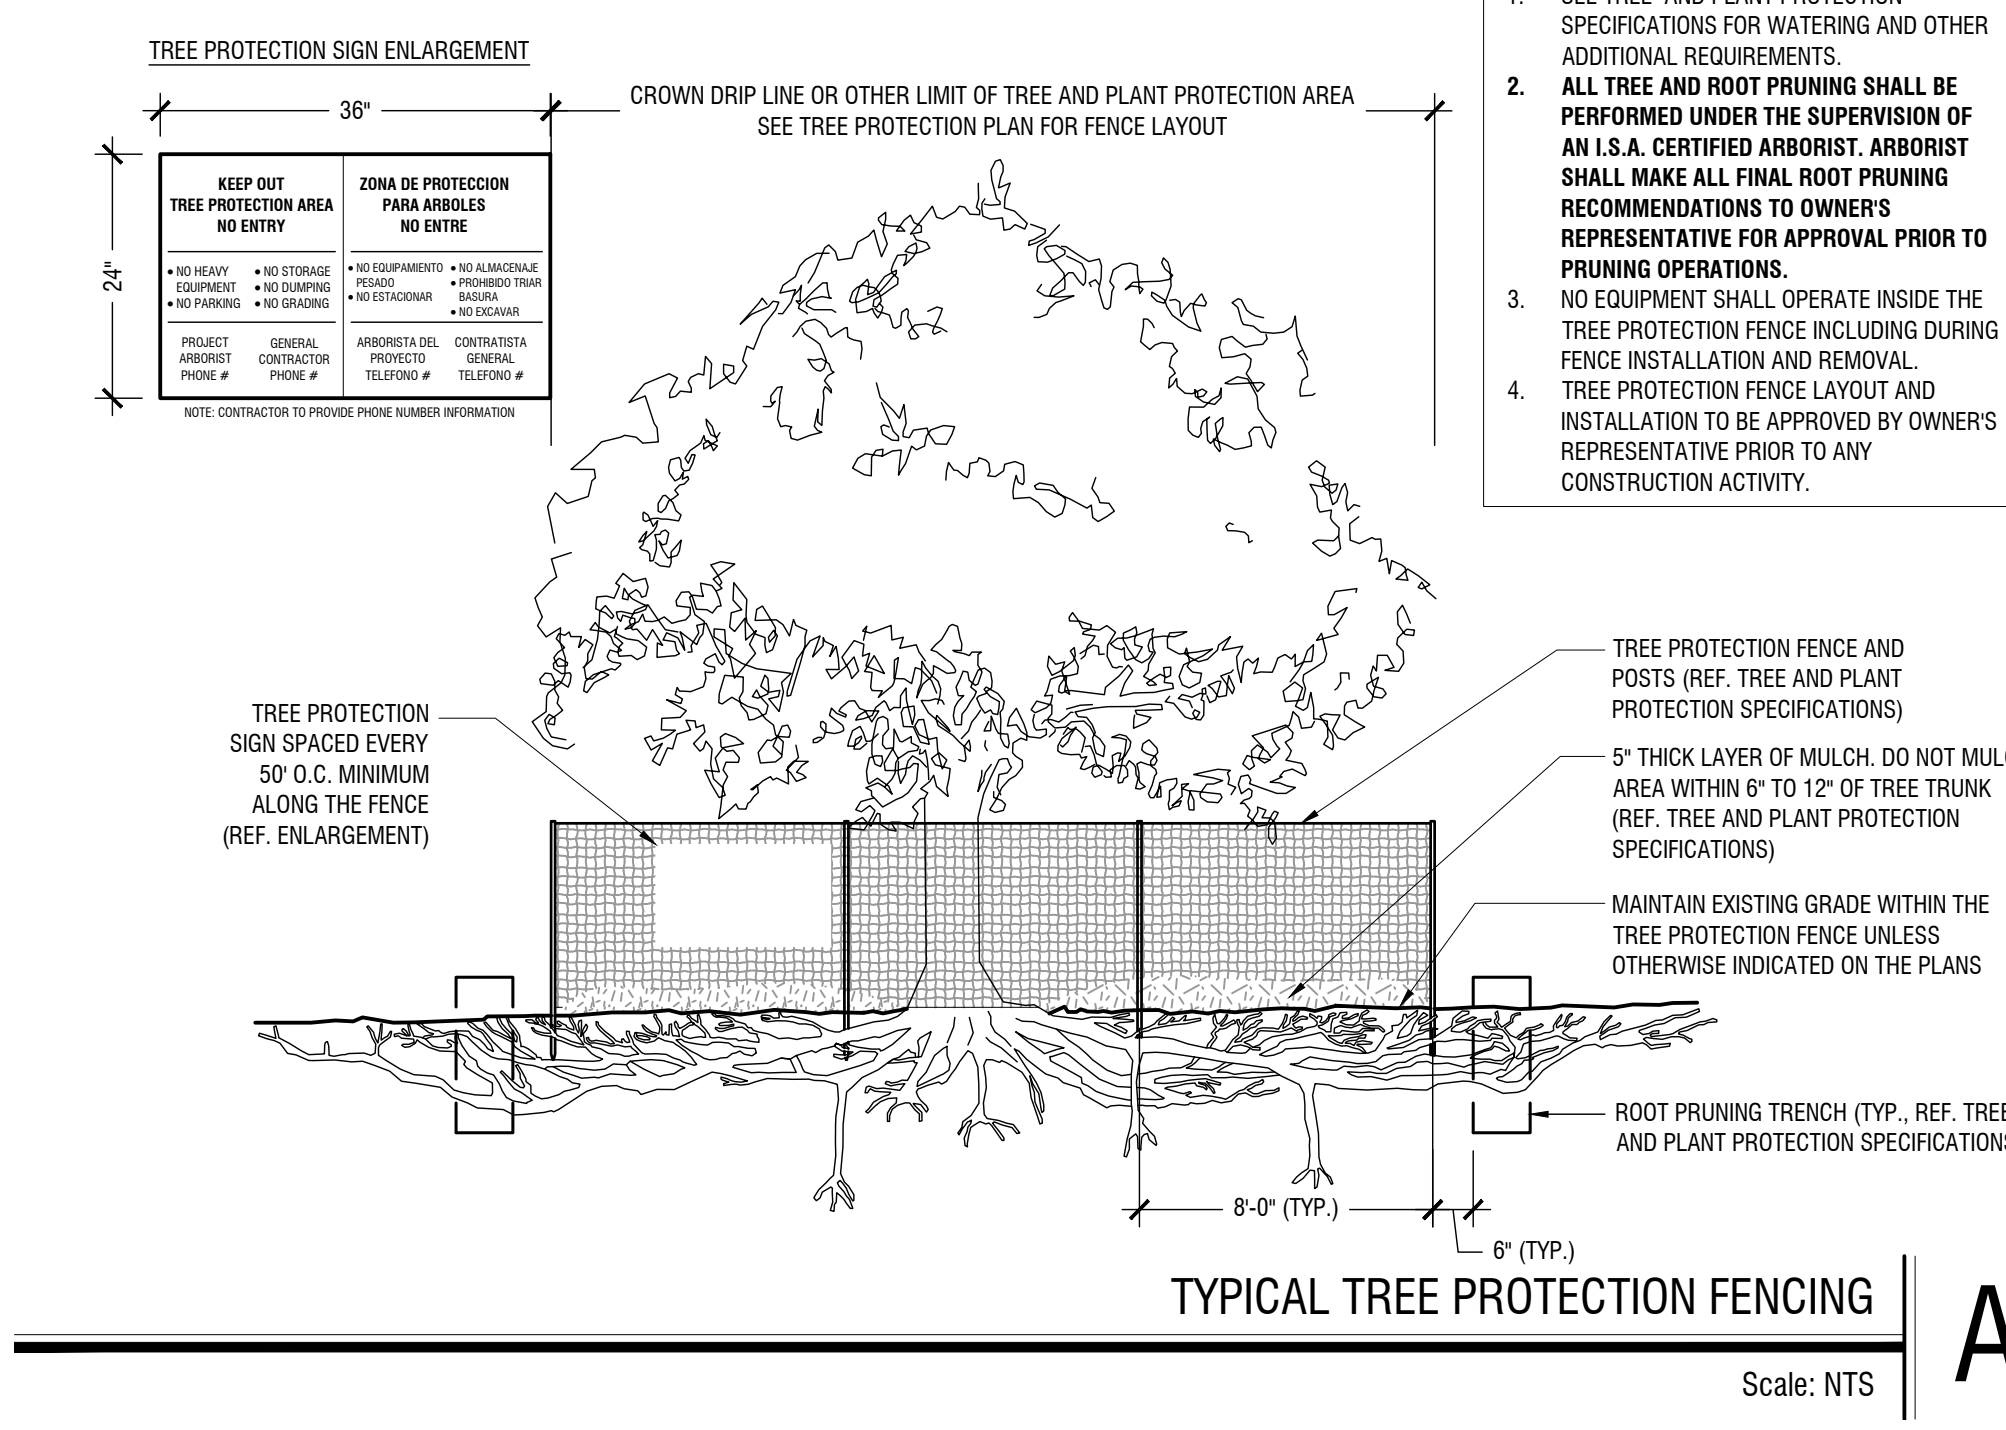 TREE PROTECTION SIGN ENLARGEMENT
36"
24"
KEEP OUT
TREE PROTECTION AREA
NO ENTRY
• NO HEAVY
EQUIPMENT
• NO PARKING
• NO STORAGE
• NO DUMPING
• NO GRADING
PROJECT
ARBORIST
PHONE #
GENERAL
CONTRACTOR
PHONE #
ZONA DE PROTECCION
PARA ARBOLES
NO ENTRE
• NO EQUIPAMIENTO
PESADO
• NO ESTACIONAR
• NO ALMACENAJE
• PROHIBIDO TRIAR
BASURA
• NO EXCAVAR
ARBORISTA DEL
PROYECTO
TELEFONO #
CONTRATISTA
GENERAL
TELEFONO #
NOTE: CONTRACTOR TO PROVIDE PHONE NUMBER INFORMATION
CROWN DRIP LINE OR OTHER LIMIT OF TREE AND PLANT PROTECTION AREA
SEE TREE PROTECTION PLAN FOR FENCE LAYOUT
1. SEE TREE AND PLANT PROTECTION
SPECIFICATIONS FOR WATERING AND OTHER
ADDITIONAL REQUIREMENTS.
2. ALL TREE AND ROOT PRUNING SHALL BE
PERFORMED UNDER THE SUPERVISION OF
AN I.S.A. CERTIFIED ARBORIST. ARBORIST
SHALL MAKE ALL FINAL ROOT PRUNING
RECOMMENDATIONS TO OWNER'S
REPRESENTATIVE FOR APPROVAL PRIOR TO
PRUNING OPERATIONS.
3. NO EQUIPMENT SHALL OPERATE INSIDE THE
TREE PROTECTION FENCE INCLUDING DURING
FENCE INSTALLATION AND REMOVAL.
4. TREE PROTECTION FENCE LAYOUT AND
INSTALLATION TO BE APPROVED BY OWNER'S
REPRESENTATIVE PRIOR TO ANY
CONSTRUCTION ACTIVITY.
TREE PROTECTION
SIGN SPACED EVERY
50' O.C. MINIMUM
ALONG THE FENCE
(REF. ENLARGEMENT)
TREE PROTECTION FENCE AND
POSTS (REF. TREE AND PLANT
PROTECTION SPECIFICATIONS)
5" THICK LAYER OF MULCH. DO NOT
AREA WITHIN 6" TO 12" OF TREE TRUNK
(REF. TREE AND PLANT PROTECTION
SPECIFICATIONS)
MAINTAIN EXISTING GRADE WITHIN THE
TREE PROTECTION FENCE UNLESS
OTHERWISE INDICATED ON THE PLANS
ROOT PRUNING TRENCH (TYP., REF. TREE
AND PLANT PROTECTION SPECIFICATIONS
8'-0" (TYP.)
6" (TYP.)
TYPICAL TREE PROTECTION FENCING
A
Scale: NTS